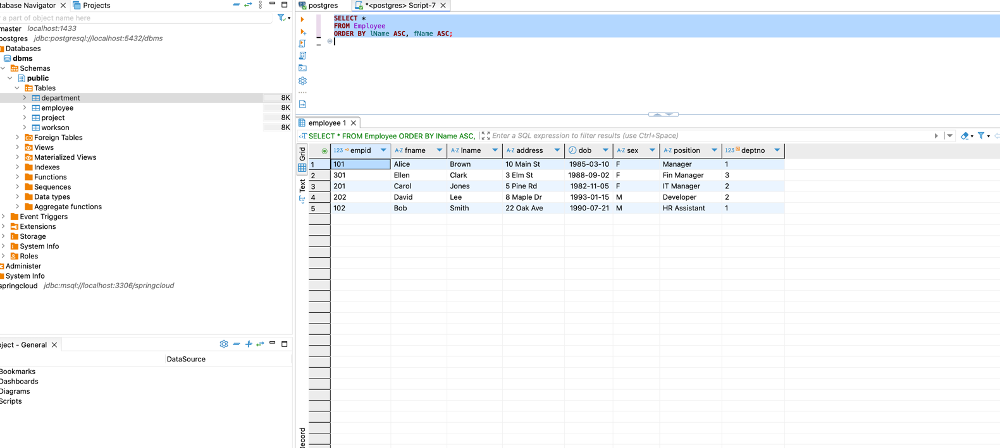 tabase Navigator
Projects
r a part of object name here
master localhost:1433
postgres jdbc:postgresql://localhost:5432/dbms
Databases
dbms
Schemas
public
Tables
department 8K
employee 8K
project 8K
workson 8K
Foreign Tables
Views
Materialized Views
Indexes
Functions
Sequences
Data types
Aggregate functions
Event Triggers
Extensions
Storage
System Info
Roles
Administer
System Info
springcloud jdbc:msql://localhost:3306/springcloud
ject - General
DataSource
Bookmarks
Dashboards
Diagrams
Scripts
postgres
*<postgres> Script-7
SELECT *
FROM Employee
ORDER BY lName ASC, fName ASC;
employee 1
SELECT * FROM Employee ORDER BY lName ASC,
Enter a SQL expression to filter results (use Ctrl+Space)
Grid
Text
Record
123 empid A-Z fname A-Z lname A-Z address dob A-Z sex A-Z position 123 deptno
1 101 Alice Brown 10 Main St 1985-03-10 F Manager 1
2 301 Ellen Clark 3 Elm St 1988-09-02 F Fin Manager 3
3 201 Carol Jones 5 Pine Rd 1982-11-05 F IT Manager 2
4 202 David Lee 8 Maple Dr 1993-01-15 M Developer 2
5 102 Bob Smith 22 Oak Ave 1990-07-21 M HR Assistant 1